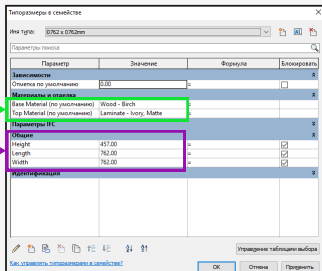 Типоразмеры в семействе
Имя типа: 0762 x 0762mm
Параметры поиска
Параметр Значение Формула Блокировать
Зависимости
Отметка по умолчанию 0.00 =
Материалы и отделка
Base Material (по умолчанию) Wood - Birch =
Top Material (по умолчанию) Laminate - Ivory, Matte =
Параметры IFC
Общие
Height 457.00 =
Length 762.00 =
Width 762.00 =
Идентификация
Управление таблицами выбора
Как управлять типоразмерами в семействе?
ОК Отмена Применить